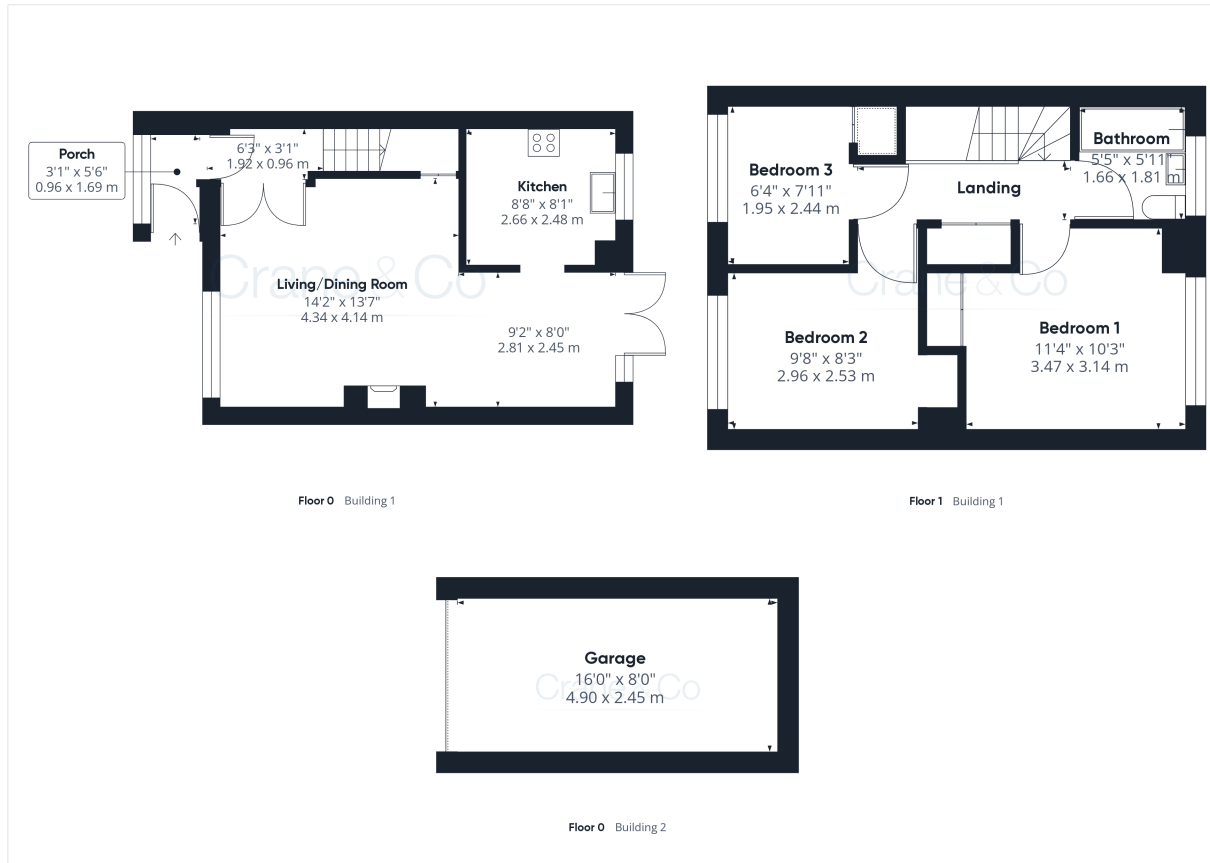 Porch
3'1" x 5'6"
0.96 x 1.69 m
6'3" x 3'1"
1.92 x 0.96 m
Kitchen
8'8" x 8'1"
2.66 x 2.48 m
Crane & Co
Living/Dining Room
14'2" x 13'7"
4.34 x 4.14 m
9'2" x 8'0"
2.81 x 2.45 m
Floor 0 Building 1
Bedroom 3
6'4" x 7'11"
1.95 x 2.44 m
Landing
Bathroom
5'5" x 5'11"
1.66 x 1.81 m
Crane & Co
Bedroom 2
9'8" x 8'3"
2.96 x 2.53 m
Bedroom 1
11'4" x 10'3"
3.47 x 3.14 m
Floor 1 Building 1
Garage
16'0" x 8'0"
Crane & Co
4.90 x 2.45 m
Floor 0 Building 2